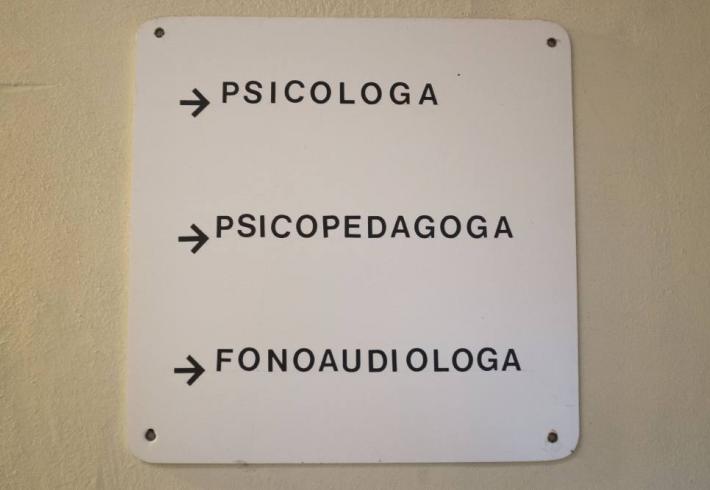 → PSICOLOGA
→ PSICOPEDAGOGA
→ FONOAUDIOLOGA